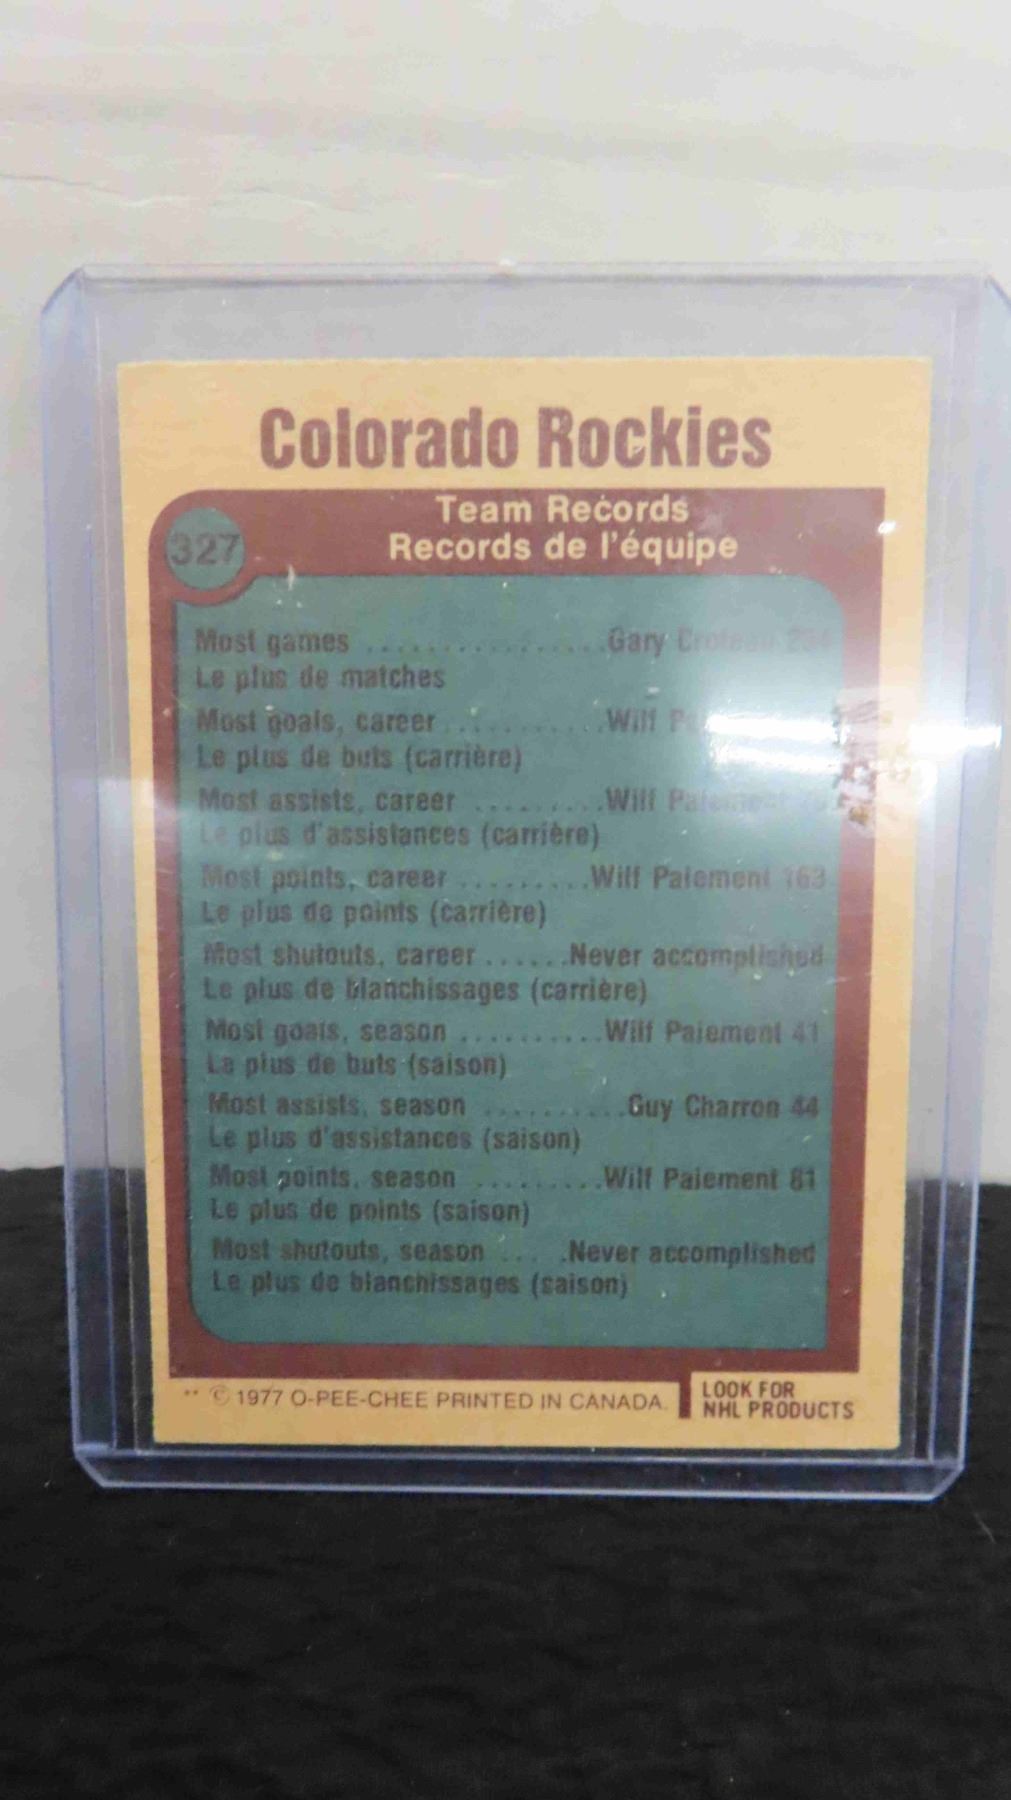 Colorado Rockies
Team Records
Records de l'équipe
327
Most games ................Gary Croteau
Le plus de matches
Most goals, career ...........Wilf
Le plus de buts (carrière)
Most assists, career .........Wilf Paiement
Le plus d'assistances (carrière)
Most points, career .........Wilf Paiement 163
Le plus de points (carrière)
Most shutouts, career ......Never accomplished
Le plus de blanchissages (carrière)
Most goals, season ..........Wilf Paiement 41
Le plus de buts (saison)
Most assists, season ..........Guy Charron 44
Le plus d'assistances (saison)
Most points, season .........Wilf Paiement 81
Le plus de points (saison)
Most shutouts, season .... .Never accomplished
Le plus de blanchissages (saison)
** © 1977 O-PEE-CHEE PRINTED IN CANADA.
LOOK FOR
NHL PRODUCTS